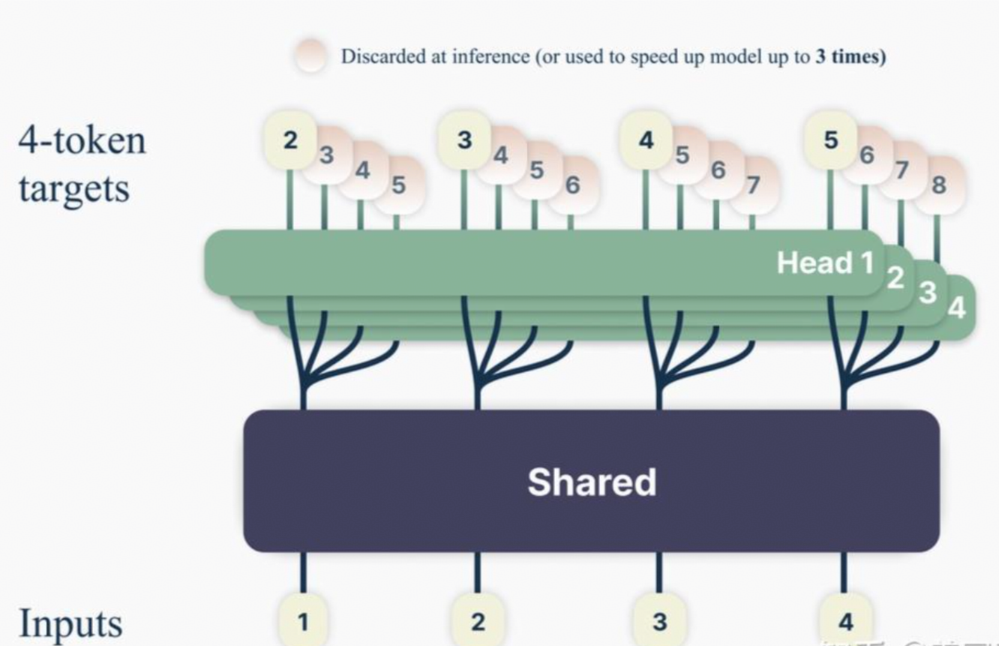 Discarded at inference (or used to speed up model up to 3 times)
4-token
targets
2 3 4 5
3 4 5 6
4 5 6 7
5 6 7 8
Head 1
2
3
4
Shared
Inputs
1 2 3 4